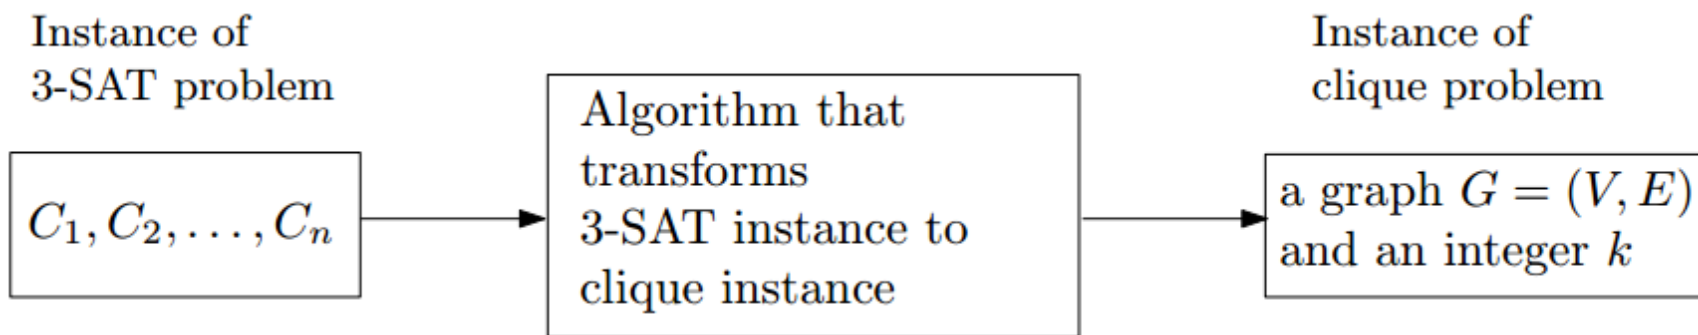 Instance of
3-SAT problem
C₁, C₂, . . . , Cₙ
Algorithm that
transforms
3-SAT instance to
clique instance
Instance of
clique problem
a graph G = (V, E)
and an integer k